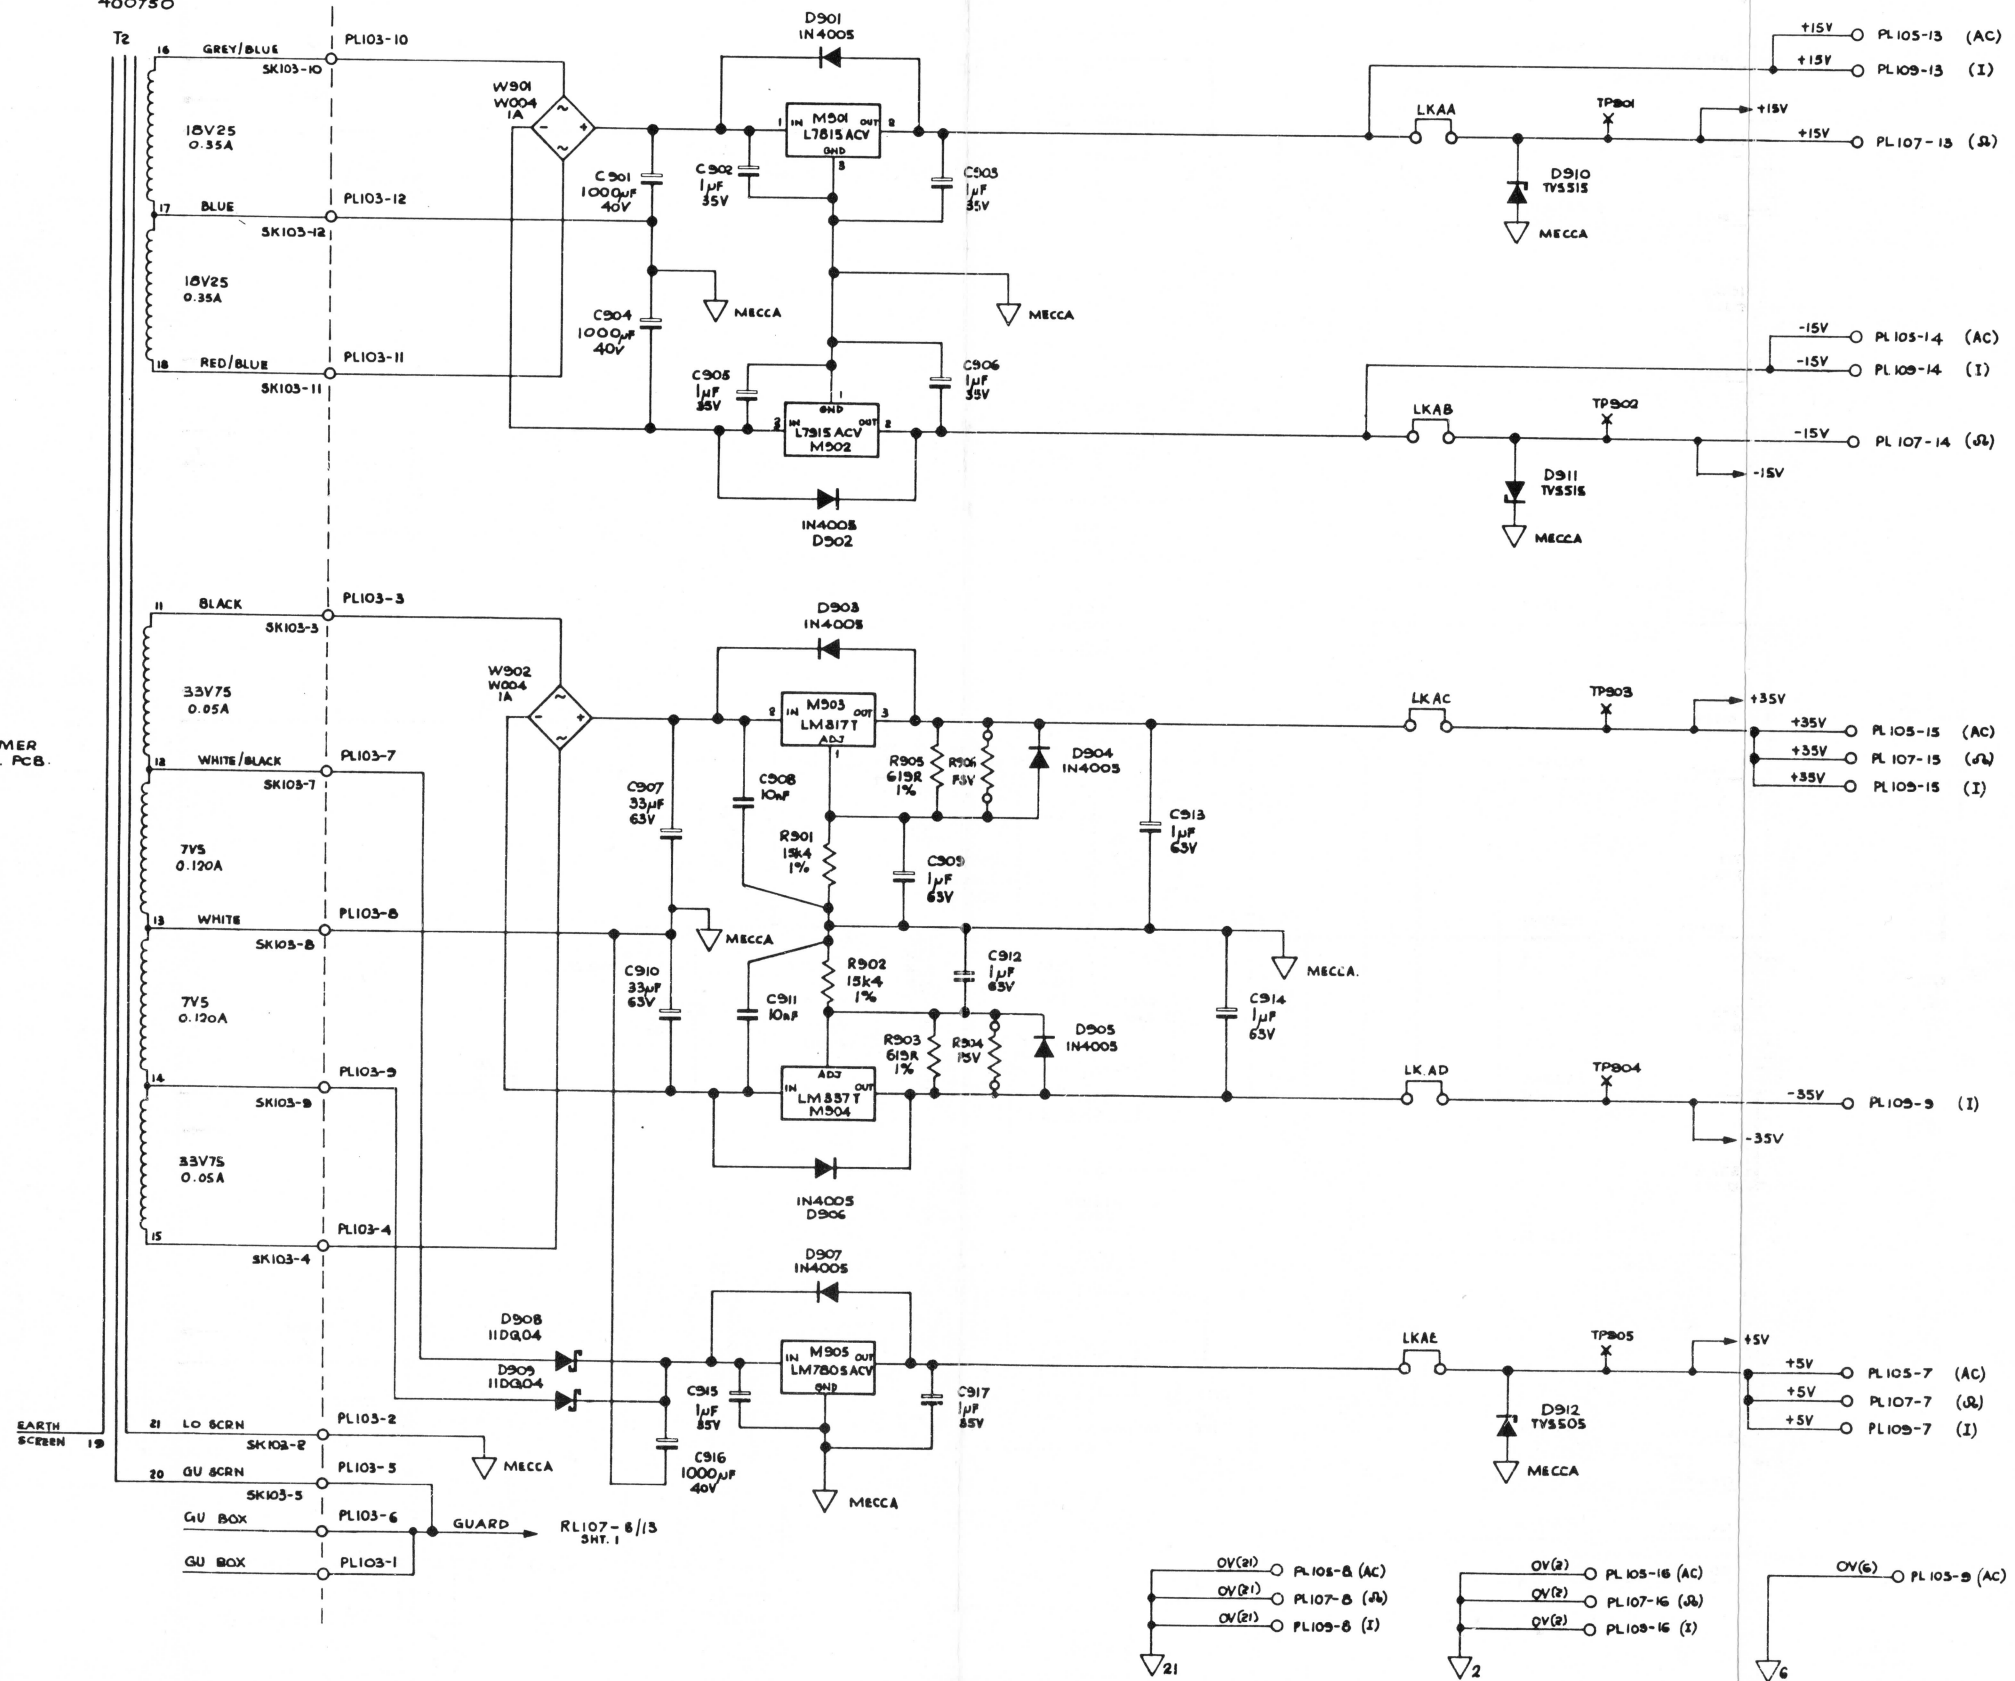 400750
T2
16 GREY/BLUE
PL103-10
SK103-10
18V25
0.35A
17 BLUE
PL103-12
SK103-12
18V25
0.35A
18 RED/BLUE
PL103-11
SK103-11
W901
W004
1A
~
- +
~
D901
1N4005
1 IN M901 OUT 2
L7815ACV
GND
3
C901
1000µF
40V
C902
1µF
35V
C903
1µF
35V
MECCA
MECCA
C904
1000µF
40V
C905
1µF
35V
C906
1µF
35V
1
GND
3 IN OUT 2
L7915ACV
M902
1N4005
D902
LKAA
TP901
+15V
D910
TVS515
MECCA
+15V PL105-13 (AC)
+15V PL109-13 (I)
+15V PL107-13 (Ω)
LKAB
TP902
-15V
D911
TVS515
MECCA
-15V PL105-14 (AC)
-15V PL109-14 (I)
-15V PL107-14 (Ω)
11 BLACK
PL103-3
SK103-3
33V75
0.05A
12 WHITE/BLACK
PL103-7
SK103-7
7V5
0.120A
13 WHITE
PL103-8
SK103-8
7V5
0.120A
14
PL103-9
SK103-9
33V75
0.05A
15
PL103-4
SK103-4
MER
PCB.
W902
W004
1A
~
- +
~
D903
1N4005
2 IN M903 OUT 3
LM317T
ADJ
1
C907
33µF
63V
C908
10nF
R901
15k4
1%
R905
619R
1%
R906
FSV
D904
1N4005
C909
1µF
63V
C913
1µF
63V
MECCA
MECCA.
C910
33µF
63V
C911
10nF
R902
15k4
1%
C912
1µF
63V
R903
619R
1%
R904
D905
1N4005
C914
1µF
63V
ADJ
IN OUT
LM337T
M904
1N4005
D906
LKAC
TP903
+35V
+35V PL105-15 (AC)
+35V PL107-15 (Ω)
+35V PL109-15 (I)
LKAD
TP904
-35V PL109-9 (I)
-35V
D907
1N4005
D908
11DQ04
D909
11DQ04
IN M905 OUT
LM7805ACV
GND
C915
1µF
35V
C916
1000µF
40V
C917
1µF
35V
MECCA
LKAE
TP905
+5V
D912
TVS505
MECCA
+5V PL105-7 (AC)
+5V PL107-7 (Ω)
+5V PL109-7 (I)
EARTH
SCREEN 19
21 LO SCRN
PL103-2
SK103-2
MECCA
20 GU SCRN
PL103-5
SK103-5
GU BOX
PL103-6
GUARD
RL107-6/13
SHT. 1
GU BOX
PL103-1
0V(21) PL105-8 (AC)
0V(21) PL107-8 (Ω)
0V(21) PL109-8 (I)
21
0V(2) PL105-16 (AC)
0V(2) PL107-16 (Ω)
0V(2) PL109-16 (I)
2
0V(6) PL105-9 (AC)
6